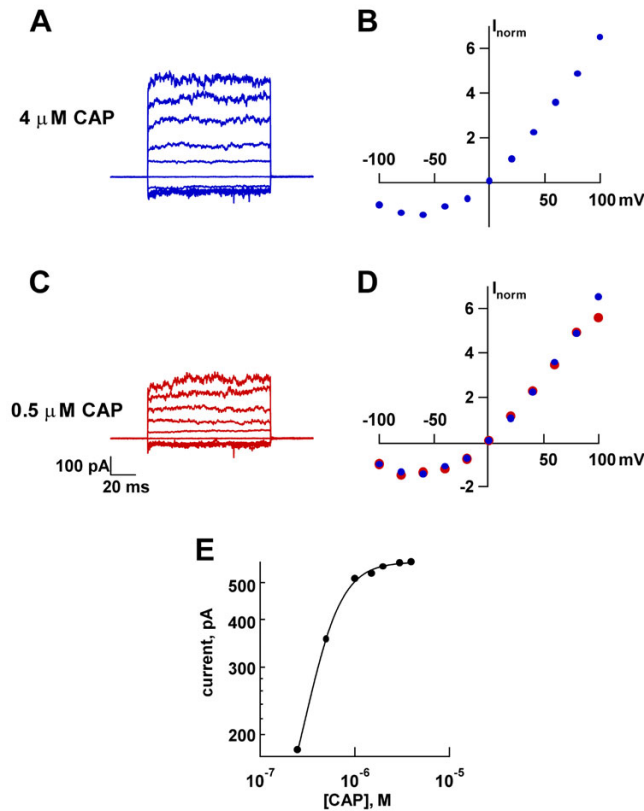 A
4 μM CAP
B
I_norm
6
4
2
-100
-50
50
100 mV
C
0.5 μM CAP
100 pA
20 ms
D
I_norm
6
4
2
-100
-50
50
100 mV
-2
E
500
400
300
200
current, pA
10⁻⁷
10⁻⁶
10⁻⁵
[CAP], M